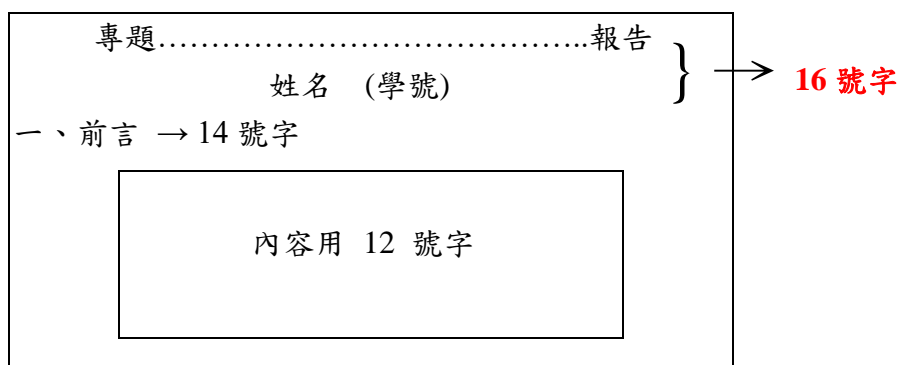 專題……………………………………..報告
姓名 (學號)
} → 16 號字
一、前言 → 14 號字
內容用 12 號字